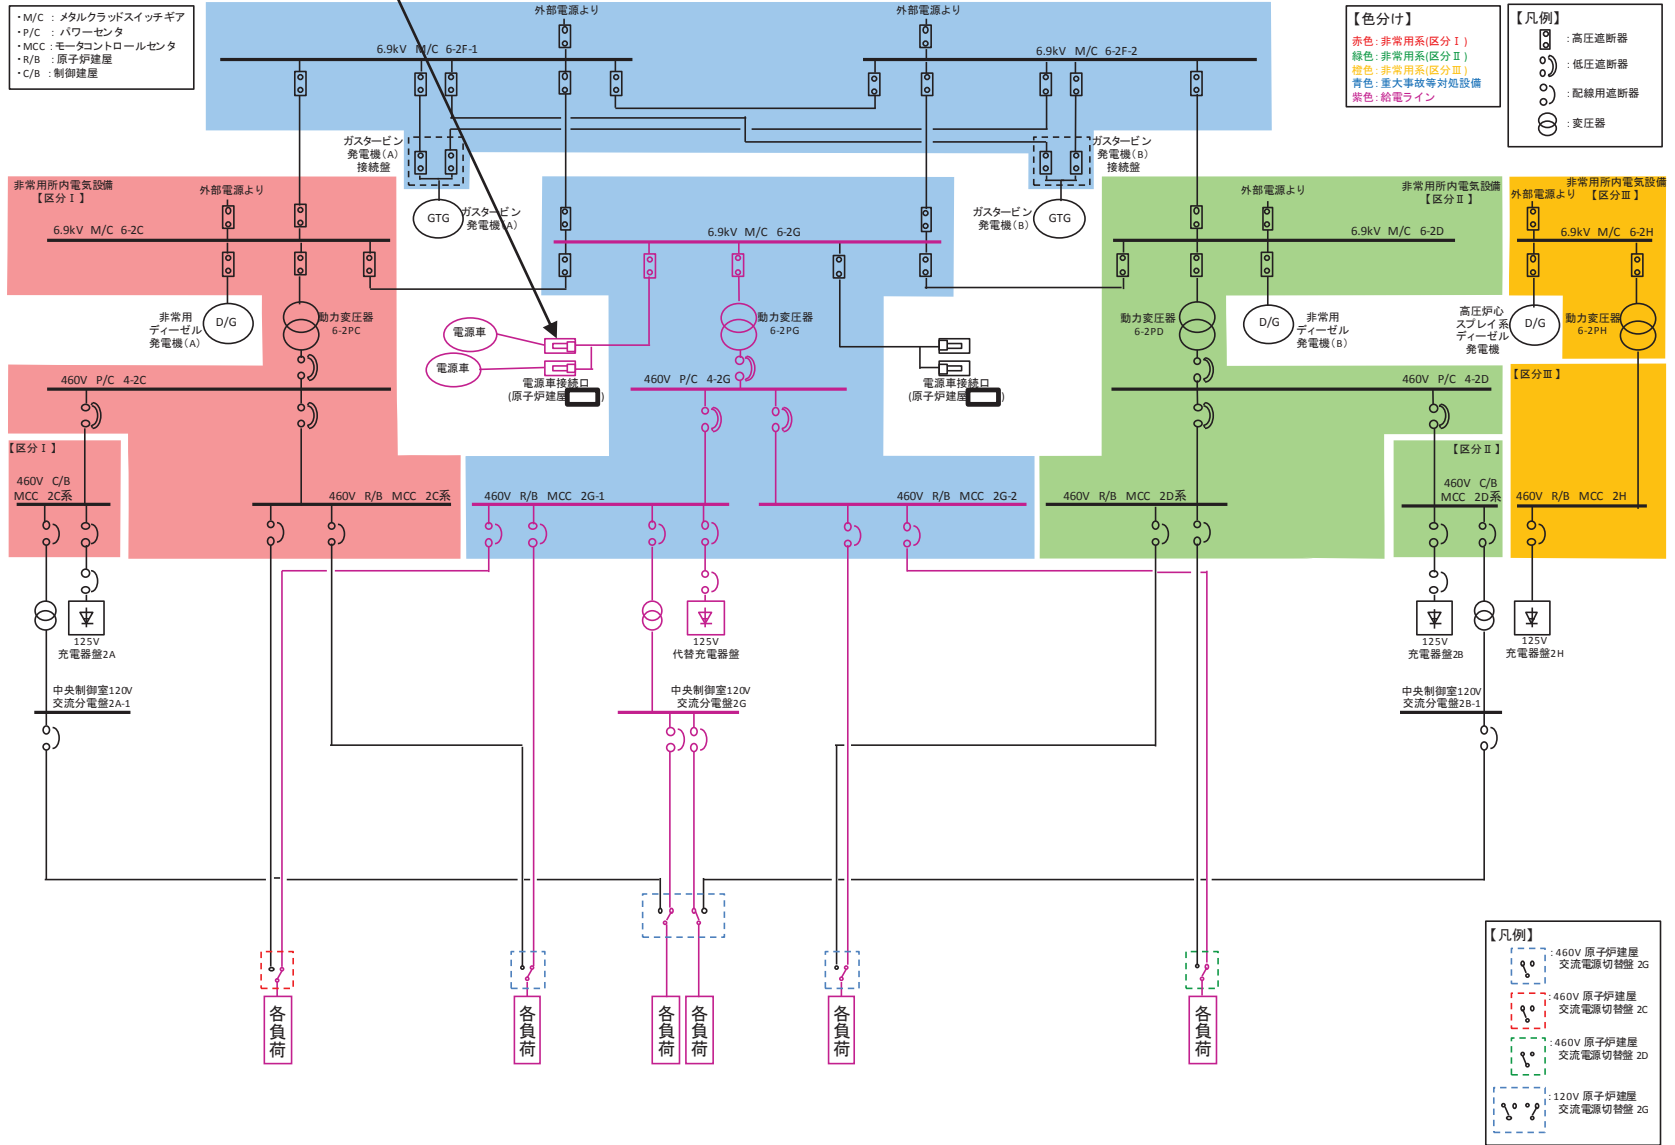 ・M/C ： メタルクラッドスイッチギア
・P/C ： パワーセンタ
・MCC ：モータコントロールセンタ
・R/B ：原子炉建屋
・C/B ：制御建屋
外部電源より
外部電源より
6.9kV M/C 6-2F-1
6.9kV M/C 6-2F-2
【色分け】
赤色：非常用系(区分Ⅰ)
緑色：非常用系(区分Ⅱ)
橙色：非常用系(区分Ⅲ)
青色：重大事故等対処設備
紫色：給電ライン
【凡例】
：高圧遮断器
：低圧遮断器
：配線用遮断器
：変圧器
ガスタービン
発電機(A)
接続盤
ガスタービン
発電機(B)
接続盤
非常用所内電気設備
【区分Ⅰ】
外部電源より
6.9kV M/C 6-2C
GTG
ガスタービン
発電機(A)
6.9kV M/C 6-2G
ガスタービン
発電機(B)
GTG
外部電源より
非常用所内電気設備
【区分Ⅱ】
6.9kV M/C 6-2D
非常用所内電気設備
外部電源より 【区分Ⅲ】
6.9kV M/C 6-2H
非常用
ディーゼル
発電機(A)
D/G
動力変圧器
6-2PC
電源車
電源車
電源車接続口
(原子炉建屋 )
動力変圧器
6-2PG
電源車接続口
(原子炉建屋 )
動力変圧器
6-2PD
D/G
非常用
ディーゼル
発電機(B)
高圧炉心
スプレイ系
ディーゼル
発電機
D/G
動力変圧器
6-2PH
460V P/C 4-2C
460V P/C 4-2G
460V P/C 4-2D
【区分Ⅲ】
【区分Ⅰ】
460V C/B
MCC 2C系
460V R/B MCC 2C系
460V R/B MCC 2G-1
460V R/B MCC 2G-2
460V R/B MCC 2D系
【区分Ⅱ】
460V C/B
MCC 2D系
460V R/B MCC 2H
125V
充電器盤2A
125V
代替充電器盤
125V
充電器盤2B
125V
充電器盤2H
中央制御室120V
交流分電盤2A-1
中央制御室120V
交流分電盤2G
中央制御室120V
交流分電盤2B-1
各負荷
各負荷
各負荷
各負荷
各負荷
各負荷
【凡例】
：460V 原子炉建屋
交流電源切替盤 2G
：460V 原子炉建屋
交流電源切替盤 2C
：460V 原子炉建屋
交流電源切替盤 2D
：120V 原子炉建屋
交流電源切替盤 2G